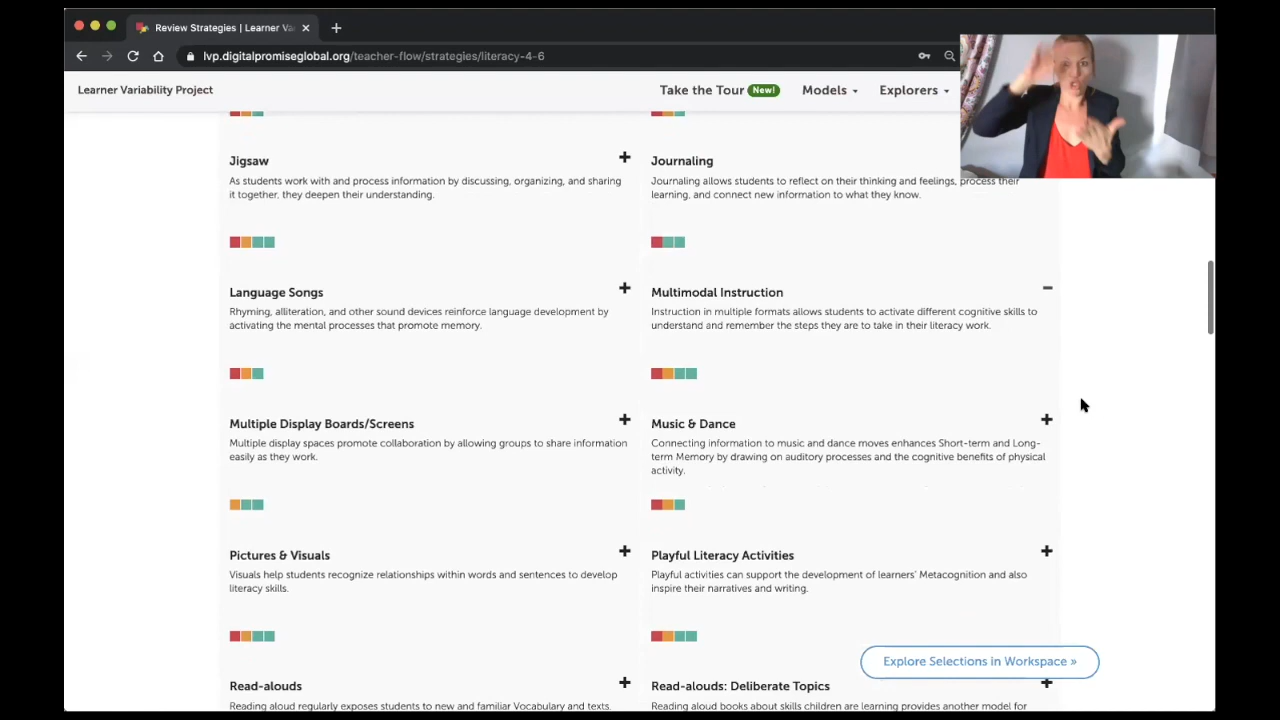 Review Strategies | Learner Va
lvp.digitalpromiseglobal.org/teacher-flow/strategies/literacy-4-6
Learner Variability Project
Take the Tour New!
Models
Explorers
Jigsaw
As students work with and process information by discussing, organizing, and sharing
it together, they deepen their understanding.
Journaling
Journaling allows students to reflect on their thinking and feelings, process their
learning, and connect new information to what they know.
Language Songs
Rhyming, alliteration, and other sound devices reinforce language development by
activating the mental processes that promote memory.
Multimodal Instruction
Instruction in multiple formats allows students to activate different cognitive skills to
understand and remember the steps they are to take in their literacy work.
Multiple Display Boards/Screens
Multiple display spaces promote collaboration by allowing groups to share information
easily as they work.
Music & Dance
Connecting information to music and dance moves enhances Short-term and Long-
term Memory by drawing on auditory processes and the cognitive benefits of physical
activity.
Pictures & Visuals
Visuals help students recognize relationships within words and sentences to develop
literacy skills.
Playful Literacy Activities
Playful activities can support the development of learners' Metacognition and also
inspire their narratives and writing.
Explore Selections in Workspace »
Read-alouds
Reading aloud regularly exposes students to new and familiar Vocabulary and texts.
Read-alouds: Deliberate Topics
Reading aloud books about skills children are learning provides another model for